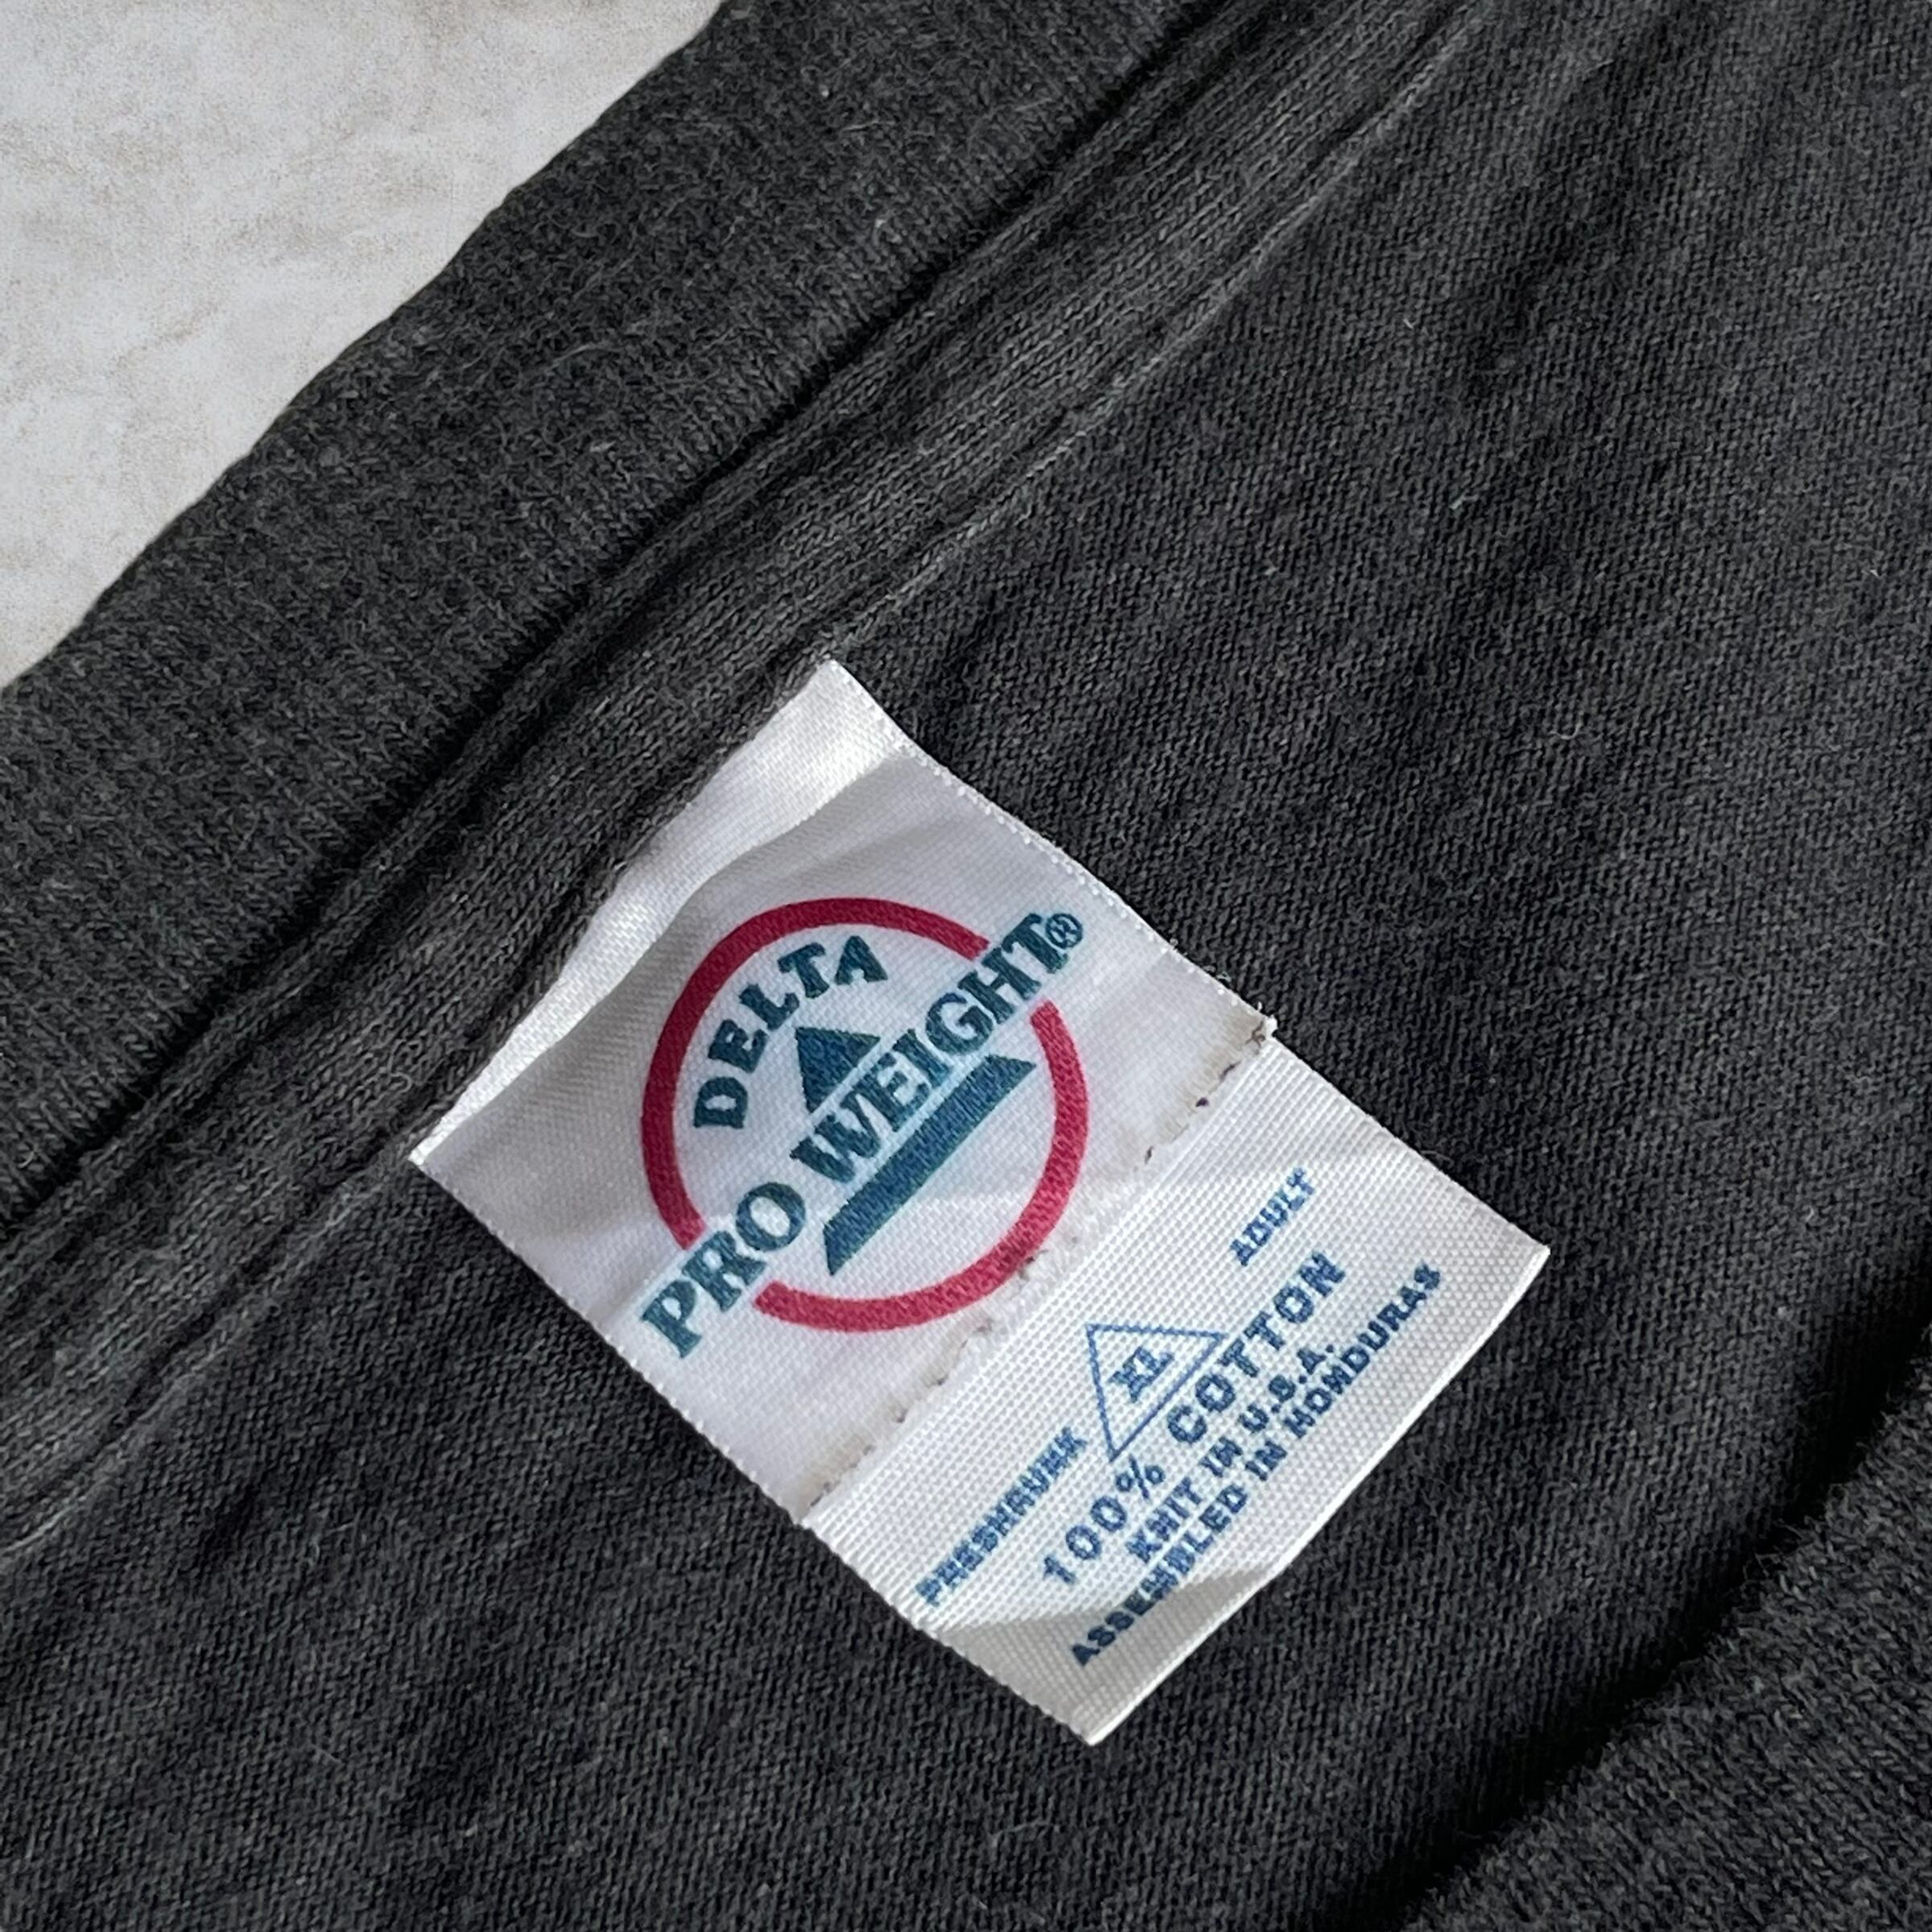 DELTA
PRO WEIGHT®
PRESHRUNK XL ADULT
100% COTTON
KNIT IN U.S.A.
ASSEMBLED IN HONDURAS